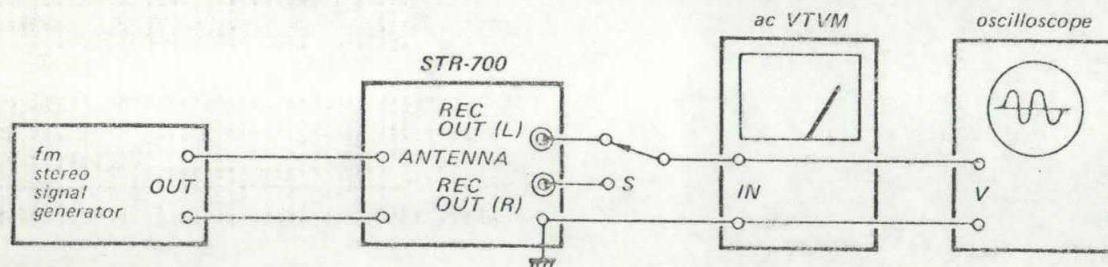 ac VTVM
oscilloscope
STR-700
REC
OUT (L)
fm
stereo
signal
generator
OUT
ANTENNA
REC
OUT (R)
S
IN
V